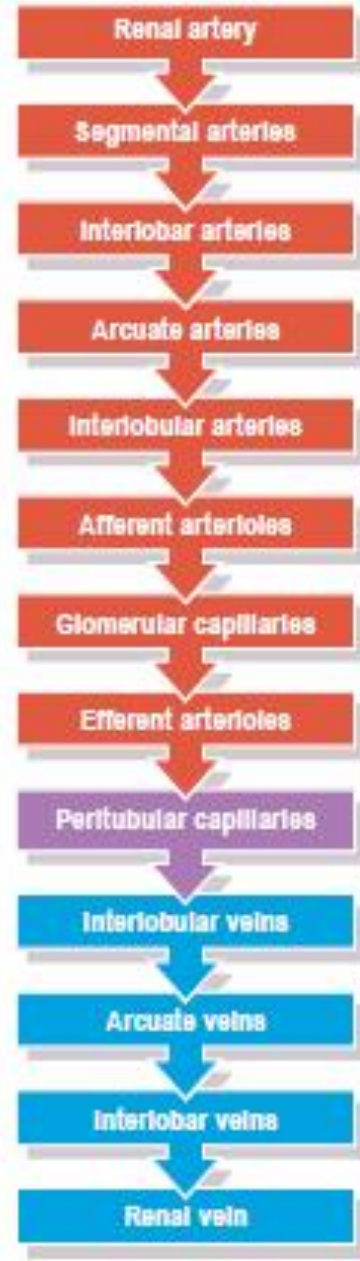 Renal artery
Segmental arteries
Interlobar arteries
Arcuate arteries
Interlobular arteries
Afferent arterioles
Glomerular capillaries
Efferent arterioles
Peritubular capillaries
Interlobular veins
Arcuate veins
Interlobar veins
Renal vein